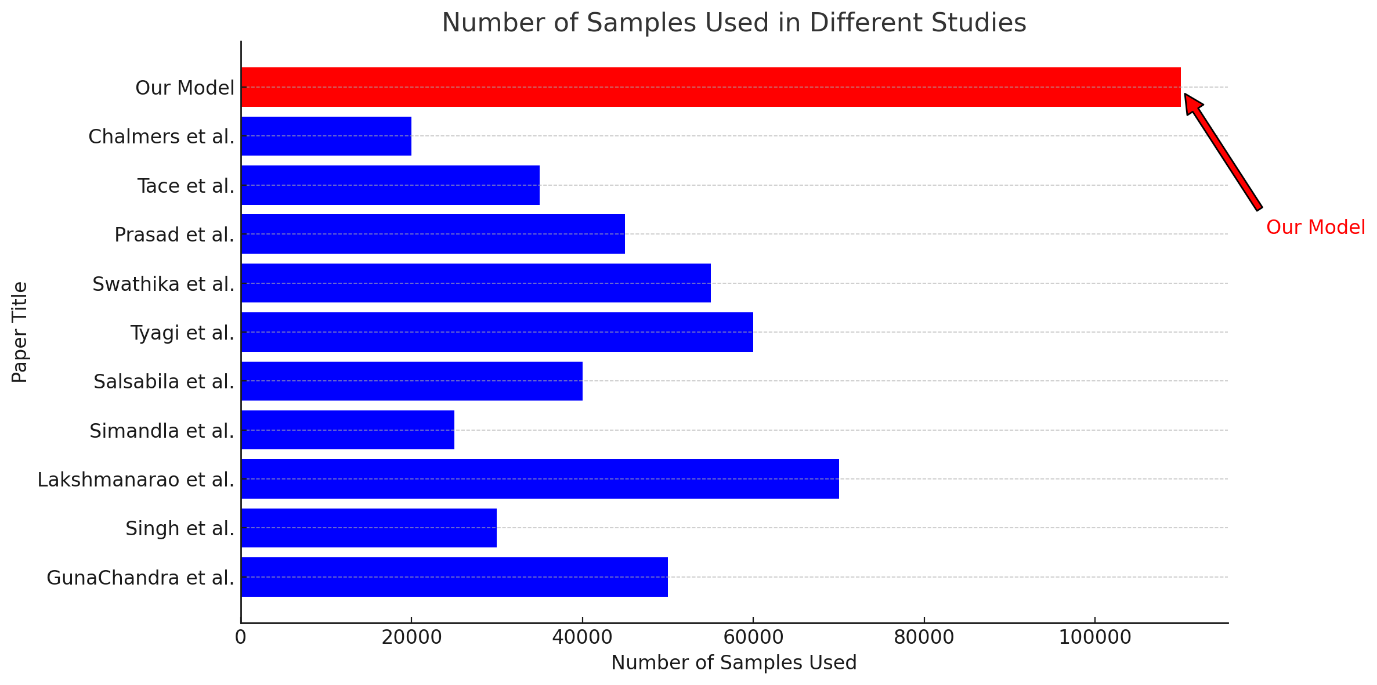 Number of Samples Used in Different Studies
Our Model
Chalmers et al.
Tace et al.
Prasad et al.
Our Model
Swathika et al.
Tyagi et al.
Paper Title
Salsabila et al.
Simandla et al.
Lakshmanarao et al.
Singh et al.
GunaChandra et al.
0 20000 40000 60000 80000 100000
Number of Samples Used